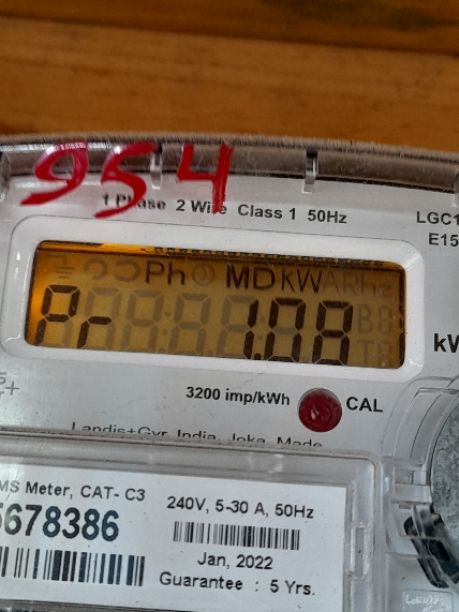 954
1 Phase 2 Wire Class 1 50Hz
LGC1
E15
Ph MD KW
Pr 1.08
kW
3200 imp/kWh CAL
Landis+Gyr India, Joka, Made
MS Meter, CAT- C3
5678386
240V, 5-30 A, 50Hz
Jan, 2022
Guarantee : 5 Yrs.